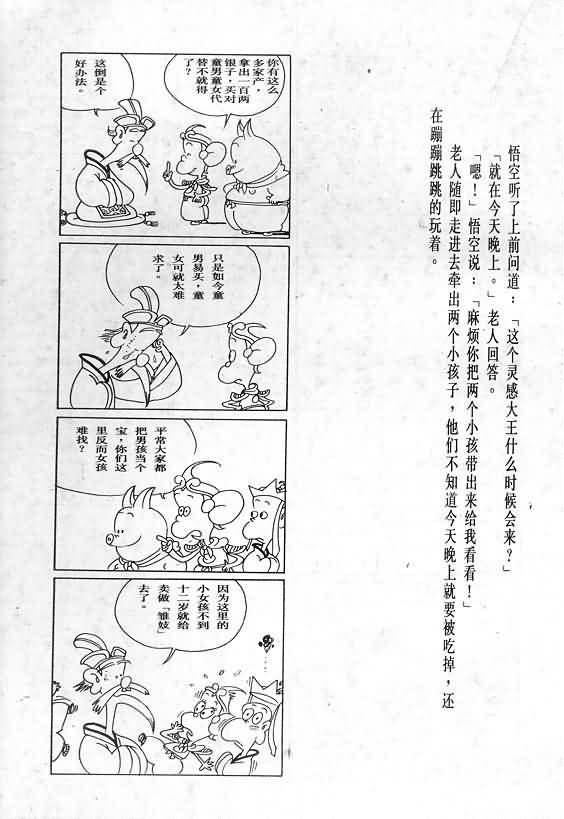 悟空听了上前问道：「这个灵感大王什么时候会来？」
「就在今天晚上。」老人回答。
「嗯！」悟空说：「麻烦你把两个小孩带出来给我看看！」
老人随即走进去牵出两个小孩子，他们不知道今天晚上就要被吃掉，还
在蹦蹦跳跳的玩着。
你有这么
多家产，
拿出一百两
银子，买对
童男童女代
替不就得
了？
这倒是个
好办法。
只是如今童
男易头，童
女可就太难
求了。
平常大家都
把男孩当个
宝，你们这
里反而女孩
难找？
因为这里的
小女孩不到
十二岁就给
卖做「雏妓」
去了。